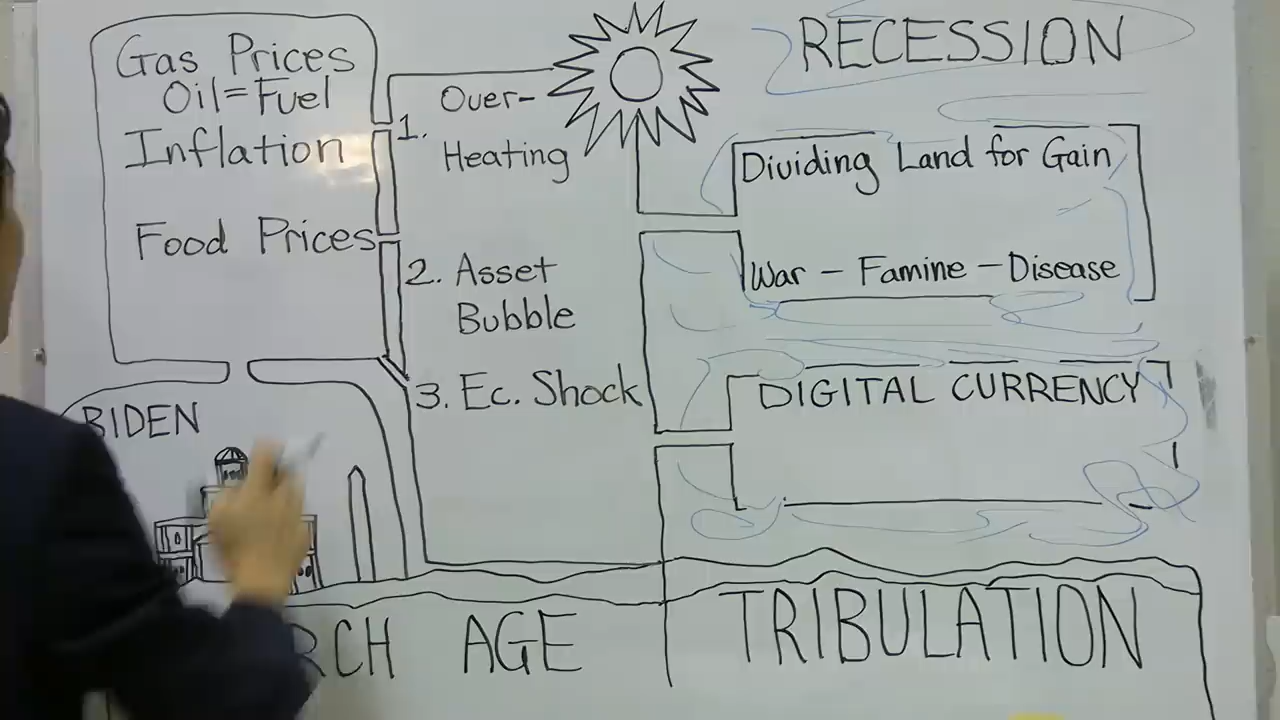 Gas Prices
Oil=Fuel
Inflation
Food Prices
BIDEN
1. Over-
Heating
2. Asset
Bubble
3. Ec. Shock
RECESSION
Dividing Land for Gain
War - Famine - Disease
DIGITAL CURRENCY
RCH AGE
TRIBULATION